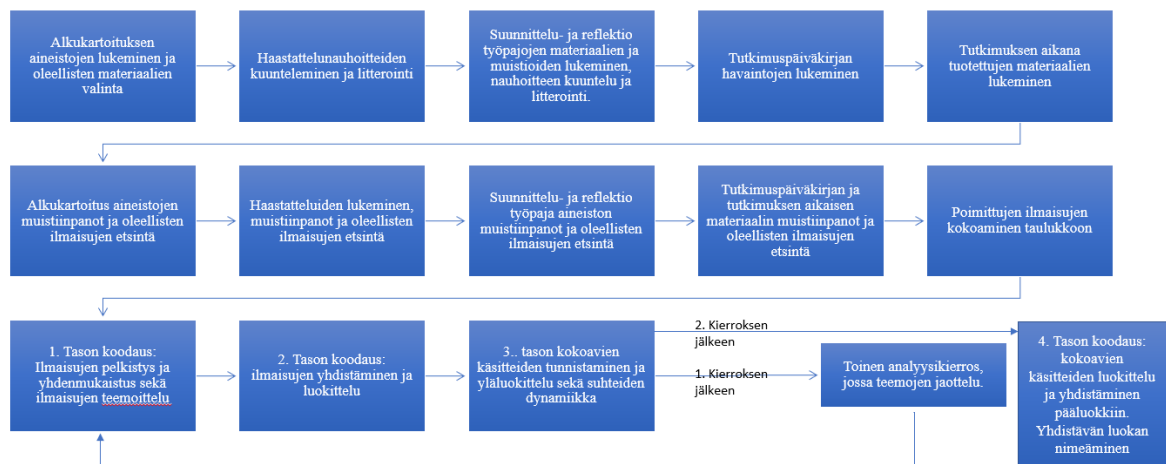 Alkukartoituksen
aineistojen lukeminen ja
oleellisten materiaalien
valinta
Haastattelunauhoitteiden
kuunteleminen ja litterointi
Suunnittelu- ja reflektio
työpajojen materiaalien ja
muistioiden lukeminen,
nauhoitteen kuuntelu ja
litterointi.
Tutkimuspäiväkirjan
havaintojen lukeminen
Tutkimuksen aikana
tuotettujen materiaalien
lukeminen
Alkukartoitus aineistojen
muistiinpanot ja oleellisten
ilmaisujen etsintä
Haastatteluiden lukeminen,
muistiinpanot ja oleellisten
ilmaisujen etsintä
Suunnittelu- ja reflektio
työpaja aineiston
muistiinpanot ja oleellisten
ilmaisujen etsintä
Tutkimuspäiväkirjan ja
tutkimuksen aikaisen
materiaalin muistiinpanot ja
oleellisten ilmaisujen
etsintä
Poimittujen ilmaisujen
kokoaminen taulukkoon
1. Tason koodaus:
Ilmaisujen pelkistys ja
yhdenmukaistus sekä
ilmaisujen teemoittelu
2. Tason koodaus:
ilmaisujen yhdistäminen ja
luokittelu
3.. tason kokoavien
käsitteiden tunnistaminen ja
yläluokittelu sekä suhteiden
dynamiikka
2. Kierroksen
jälkeen
1. Kierroksen
jälkeen
Toinen analyysikierros,
jossa teemojen jaottelu.
4. Tason koodaus:
kokoavien
käsitteiden luokittelu
ja yhdistäminen
pääluokkiin.
Yhdistävän luokan
nimeäminen